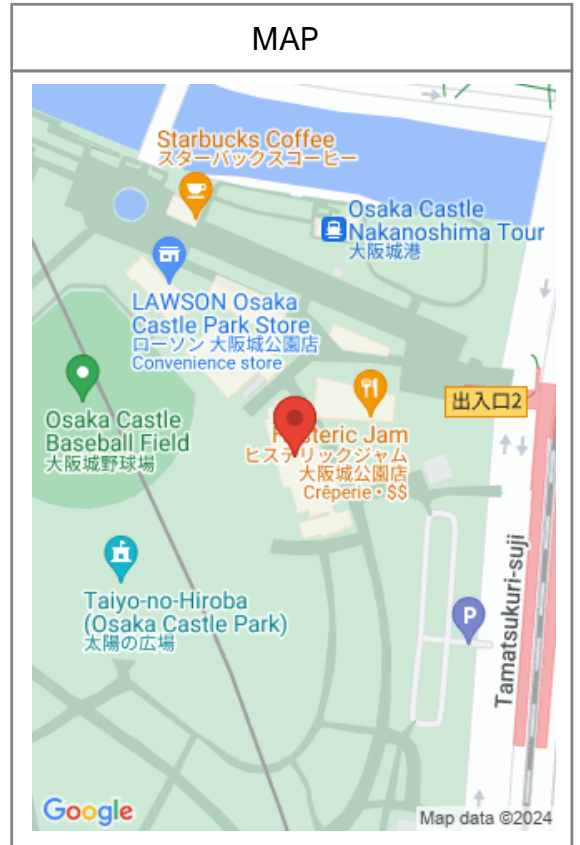 MAP
Starbucks Coffee
スターバックスコーヒー
Osaka Castle
Nakanoshima Tour
大阪城港
LAWSON Osaka
Castle Park Store
ローソン 大阪城公園店
Convenience store
出入口2
Osaka Castle
Baseball Field
大阪城野球場
teric Jam
ヒステリックジャム
大阪城公園店
Crêperie・$$
Taiyo-no-Hiroba
(Osaka Castle Park)
太陽の広場
P
Tamatsukuri-suji
Google
Map data ©2024